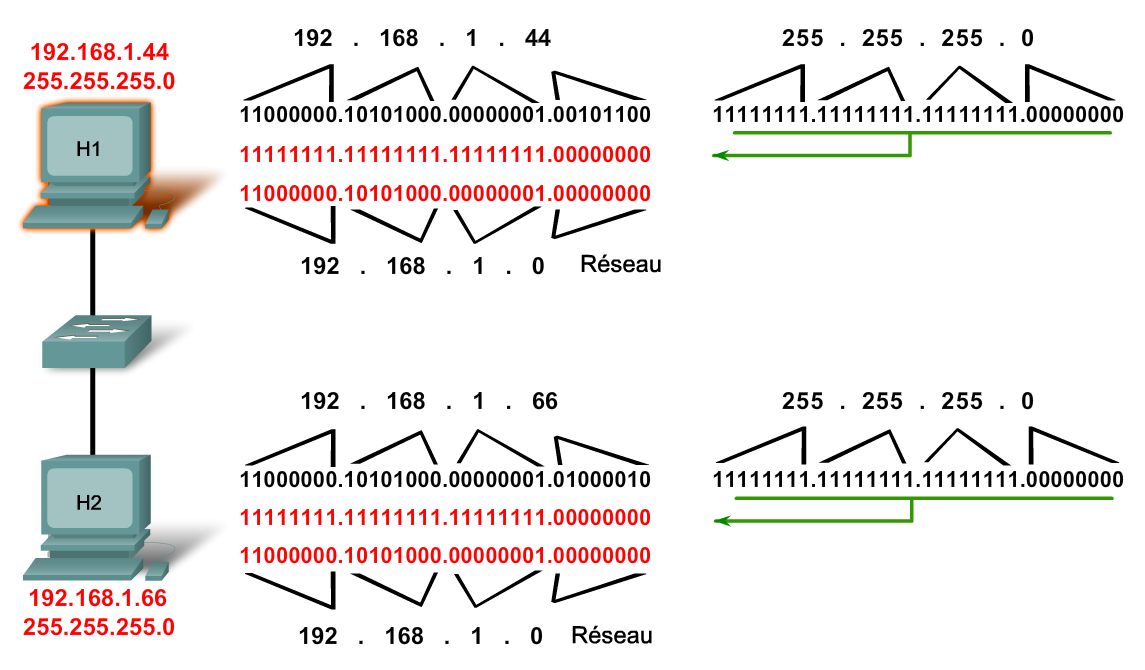 192.168.1.44
255.255.255.0
H1
192 . 168 . 1 . 44
11000000.10101000.00000001.00101100
11111111.11111111.11111111.00000000
11000000.10101000.00000001.00000000
192 . 168 . 1 . 0 Réseau
255 . 255 . 255 . 0
11111111.11111111.11111111.00000000
192 . 168 . 1 . 66
11000000.10101000.00000001.01000010
11111111.11111111.11111111.00000000
11000000.10101000.00000001.00000000
192 . 168 . 1 . 0 Réseau
255 . 255 . 255 . 0
11111111.11111111.11111111.00000000
H2
192.168.1.66
255.255.255.0